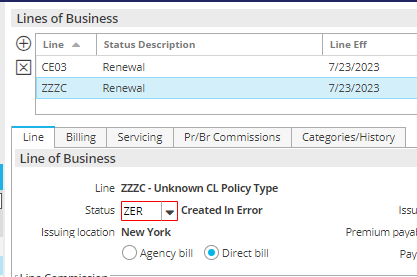 Lines of Business
Line Status Description Line Eff
CE03 Renewal 7/23/2023
ZZZC Renewal 7/23/2023
Line Billing Servicing Pr/Br Commissions Categories/History
Line of Business
Line ZZZC - Unknown CL Policy Type
Status ZER Created In Error Issu
Issuing location New York Premium payal
Agency bill Direct bill Pay
Line Commission